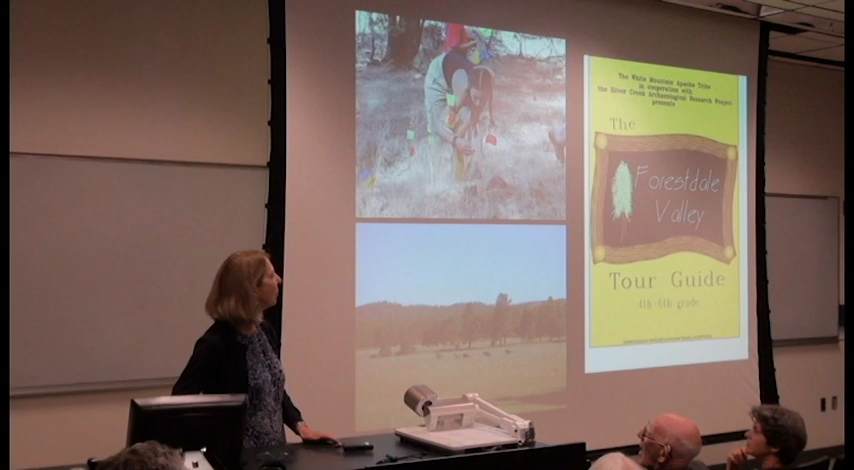 The White Mountain Apache Tribe
in cooperation with
the Silver Creek Archaeological Research Project
presents
The
Forestdale
Valley
Tour Guide
4th-6th grade